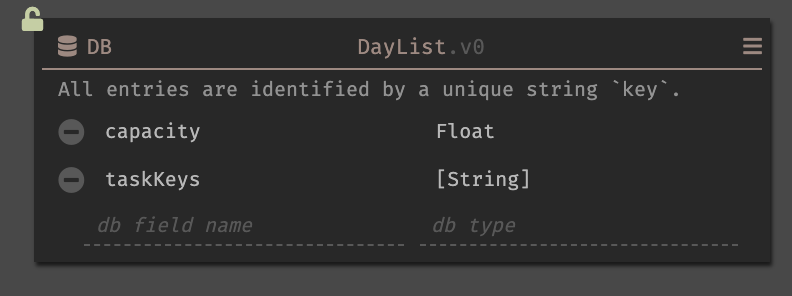 DB DayList.v0
All entries are identified by a unique string `key`.
capacity Float
taskKeys [String]
db field name db type